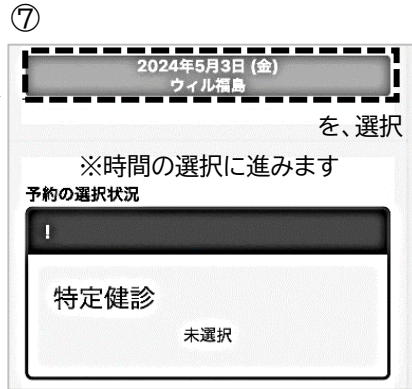 ⑦
2024年5月3日 (金)
ウィル福島
を、選択
※時間の選択に進みます
予約の選択状況
!
特定健診
未選択